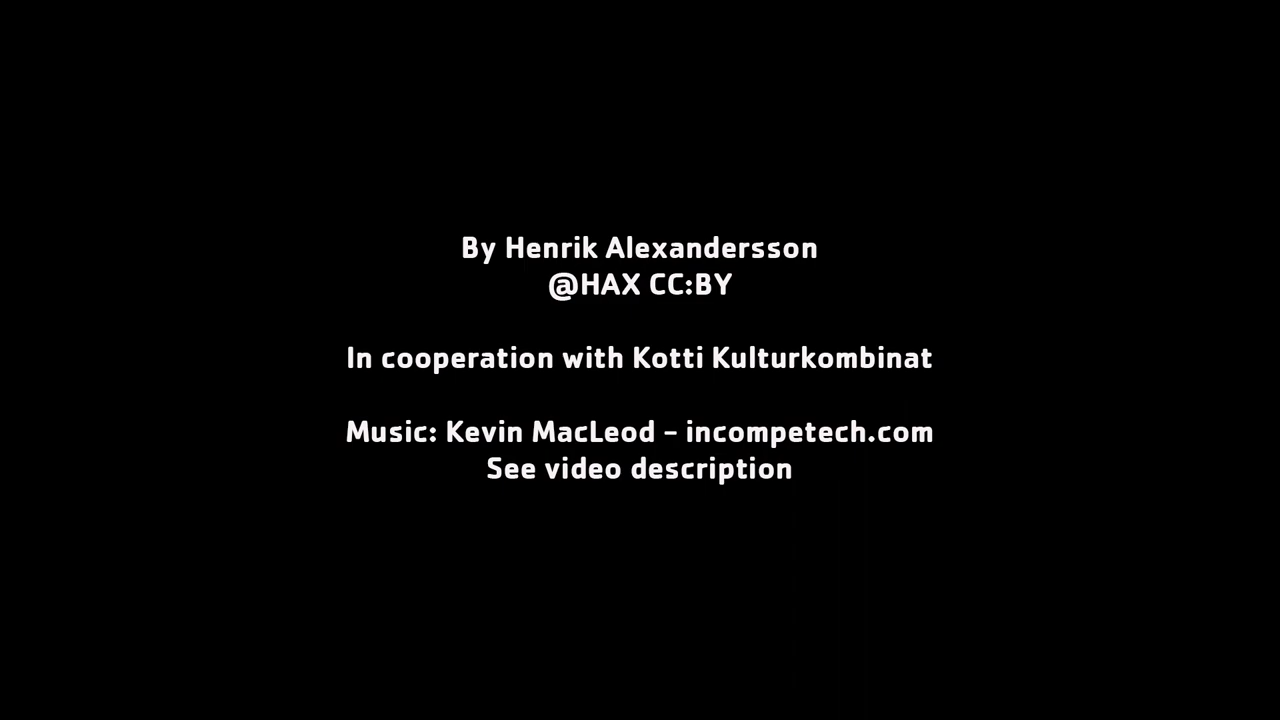 By Henrik Alexandersson
@HAX CC:BY
In cooperation with Kotti Kulturkombinat
Music: Kevin MacLeod - incompetech.com
See video description